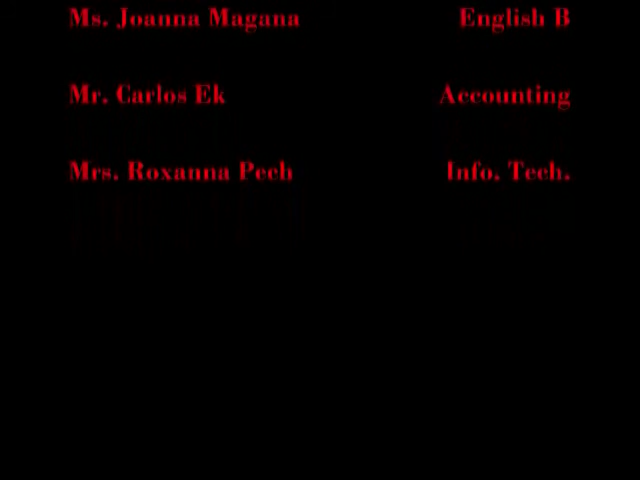 Ms. Joanna Magana English B
Mr. Carlos Ek Accounting
Mrs. Roxanna Pech Info. Tech.